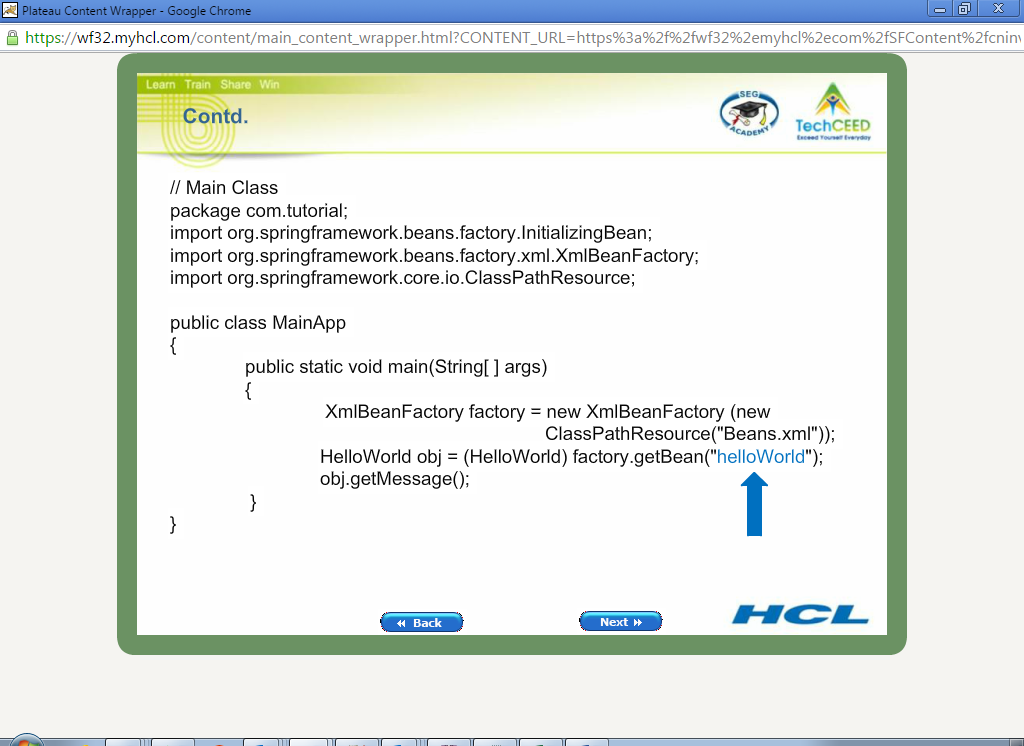 Plateau Content Wrapper - Google Chrome
https://wf32.myhcl.com/content/main_content_wrapper.html?CONTENT_URL=https%3a%2f%2fwf32%2emyhcl%2ecom%2fSFContent%2fcninv
Learn Train Share Win
Contd.
SEG
ACADEMY
TechCEED
Exceed Yourself Everyday
// Main Class
package com.tutorial;
import org.springframework.beans.factory.InitializingBean;
import org.springframework.beans.factory.xml.XmlBeanFactory;
import org.springframework.core.io.ClassPathResource;
public class MainApp
{
public static void main(String[ ] args)
{
XmlBeanFactory factory = new XmlBeanFactory (new
ClassPathResource("Beans.xml"));
HelloWorld obj = (HelloWorld) factory.getBean("helloWorld");
obj.getMessage();
}
}
Back
Next
HCL